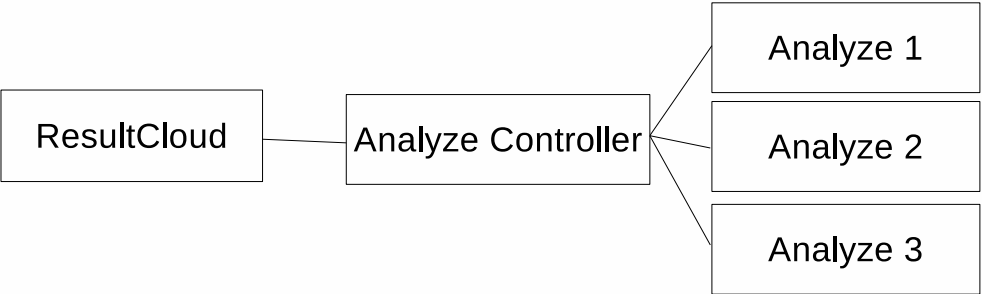 ResultCloud
Analyze Controller
Analyze 1
Analyze 2
Analyze 3